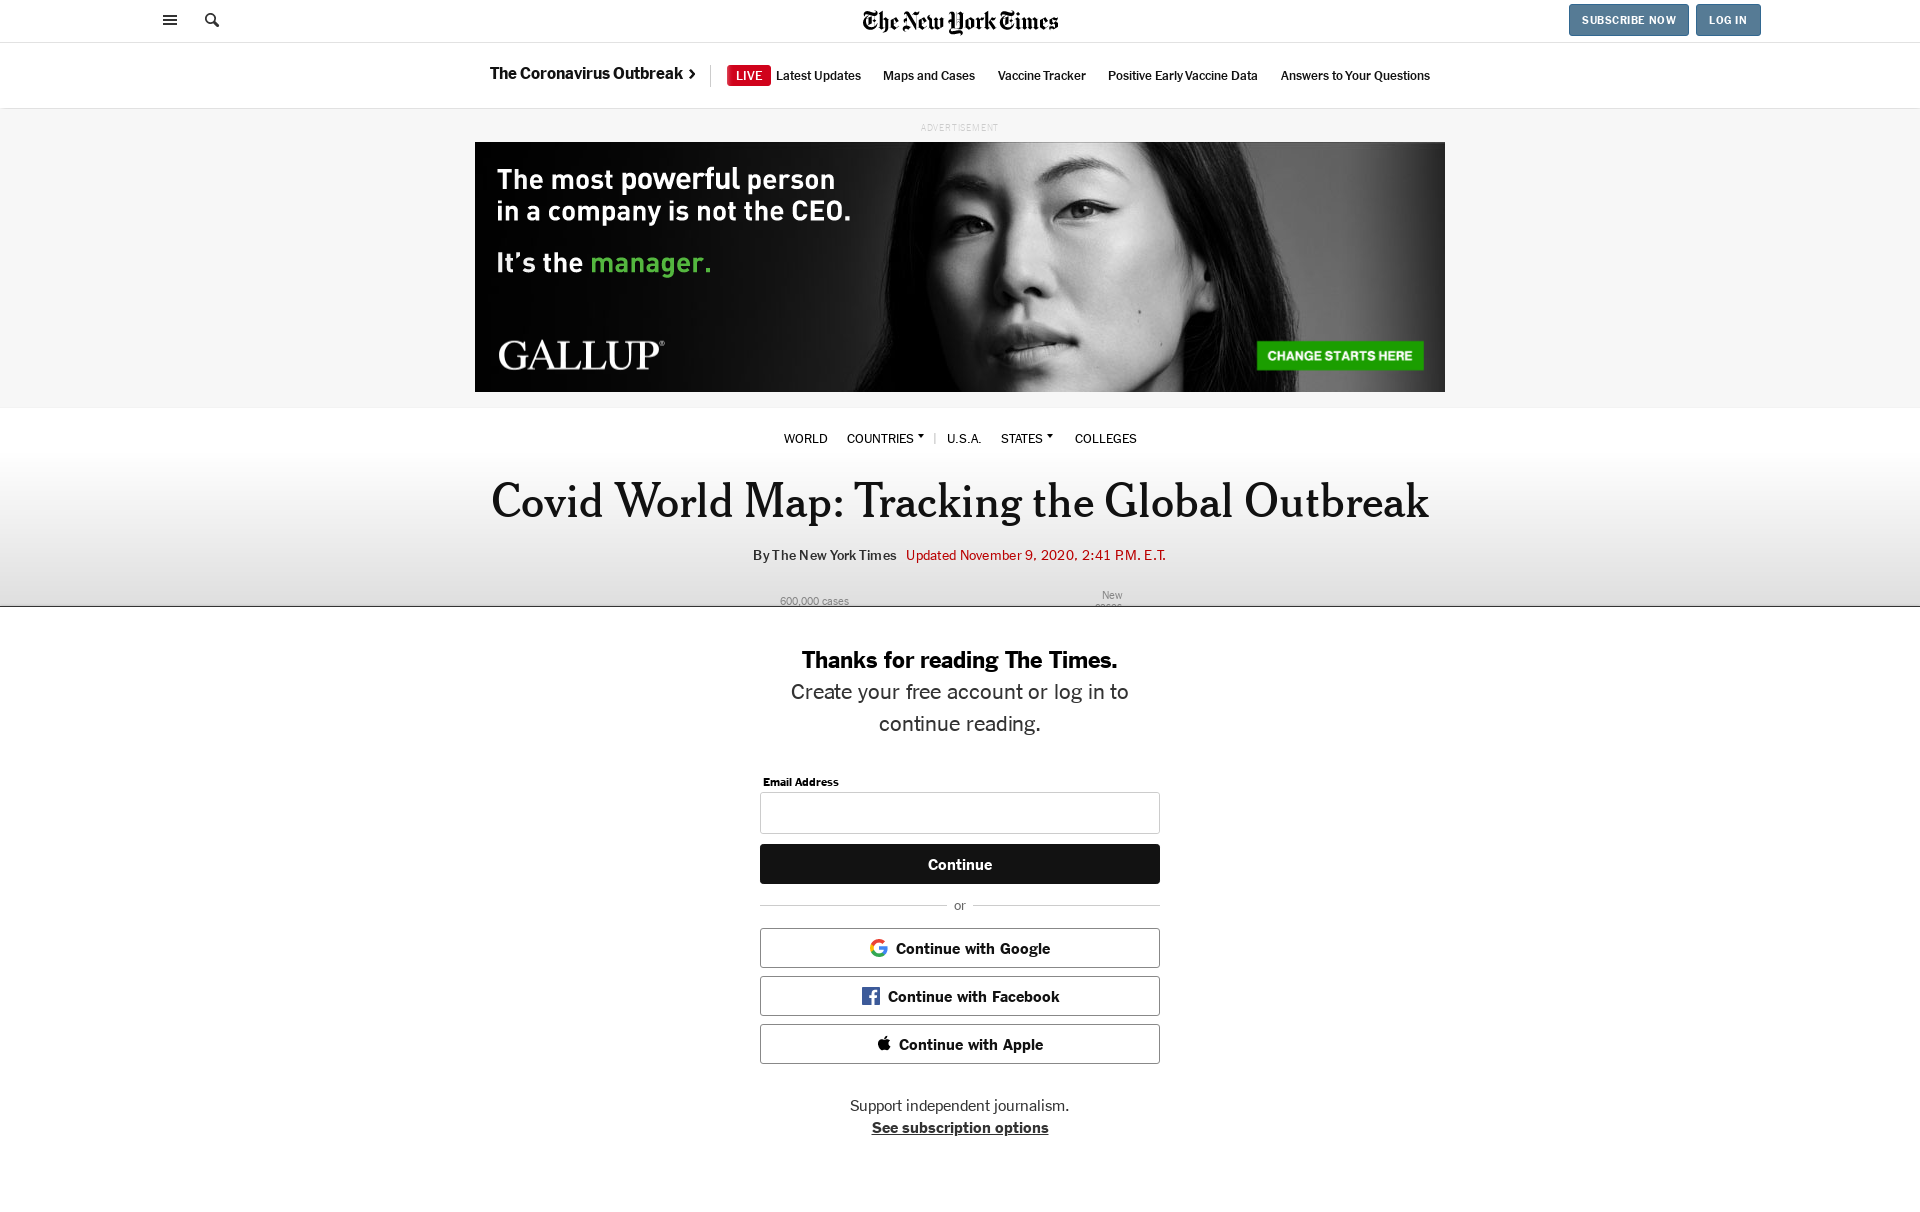 The New York Times
SUBSCRIBE NOW
LOG IN
The Coronavirus Outbreak
LIVE Latest Updates
Maps and Cases
Vaccine Tracker
Positive Early Vaccine Data
Answers to Your Questions
ADVERTISEMENT
The most powerful person
in a company is not the CEO.
It's the manager.
GALLUP®
CHANGE STARTS HERE
WORLD
COUNTRIES
U.S.A.
STATES
COLLEGES
Covid World Map: Tracking the Global Outbreak
By The New York Times Updated November 9, 2020, 2:41 P.M. E.T.
600,000 cases
New
Thanks for reading The Times.
Create your free account or log in to
continue reading.
Email Address
Continue
or
Continue with Google
Continue with Facebook
Continue with Apple
Support independent journalism.
See subscription options